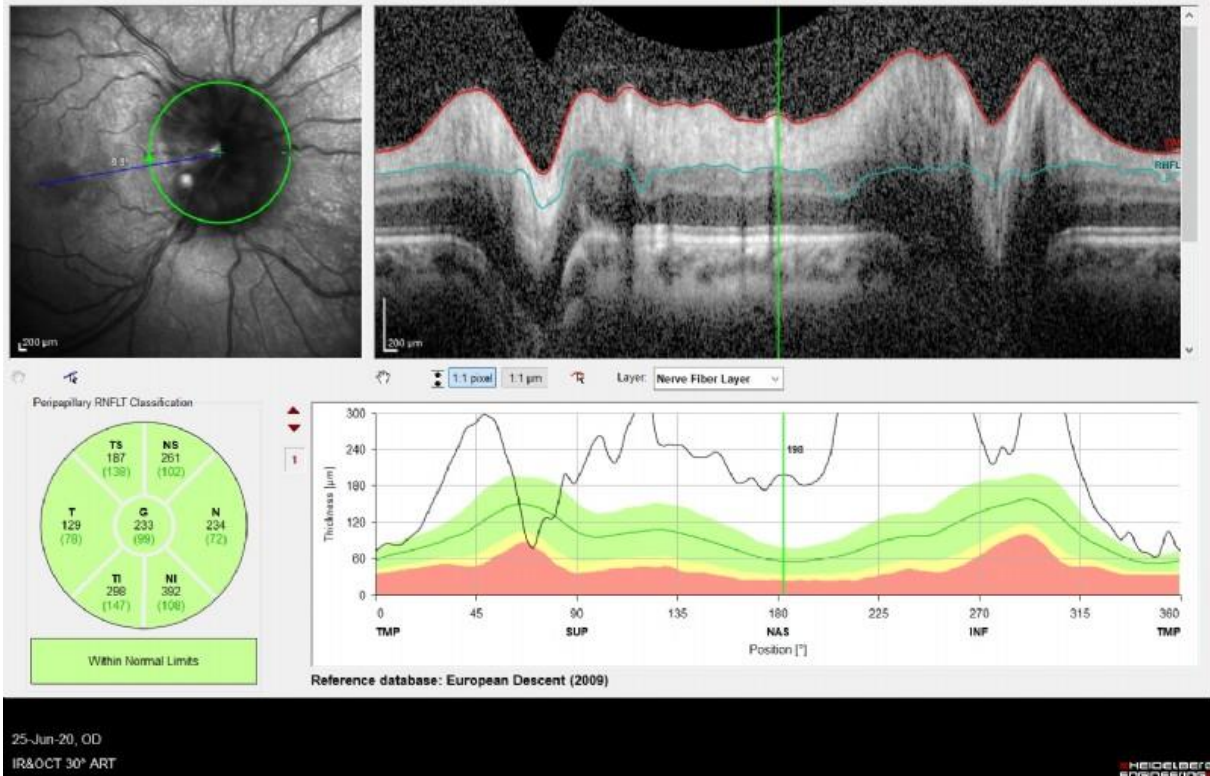 8.8°
200 µm
200 µm
RNFL
1:1 pixel
1:1 µm
Layer:
Nerve Fiber Layer
Peripapillary RNFLT Classification
TS
187
(138)
NS
261
(102)
T
129
(78)
G
233
(99)
N
234
(72)
TI
298
(147)
NI
392
(108)
Within Normal Limits
1
Thickness [µm]
300
240
180
120
60
0
198
0 45 90 135 180 225 270 315 360
TMP SUP NAS INF TMP
Position [°]
Reference database: European Descent (2009)
25-Jun-20, OD
IR&OCT 30° ART
HEIDELBERG
ENGINEERING